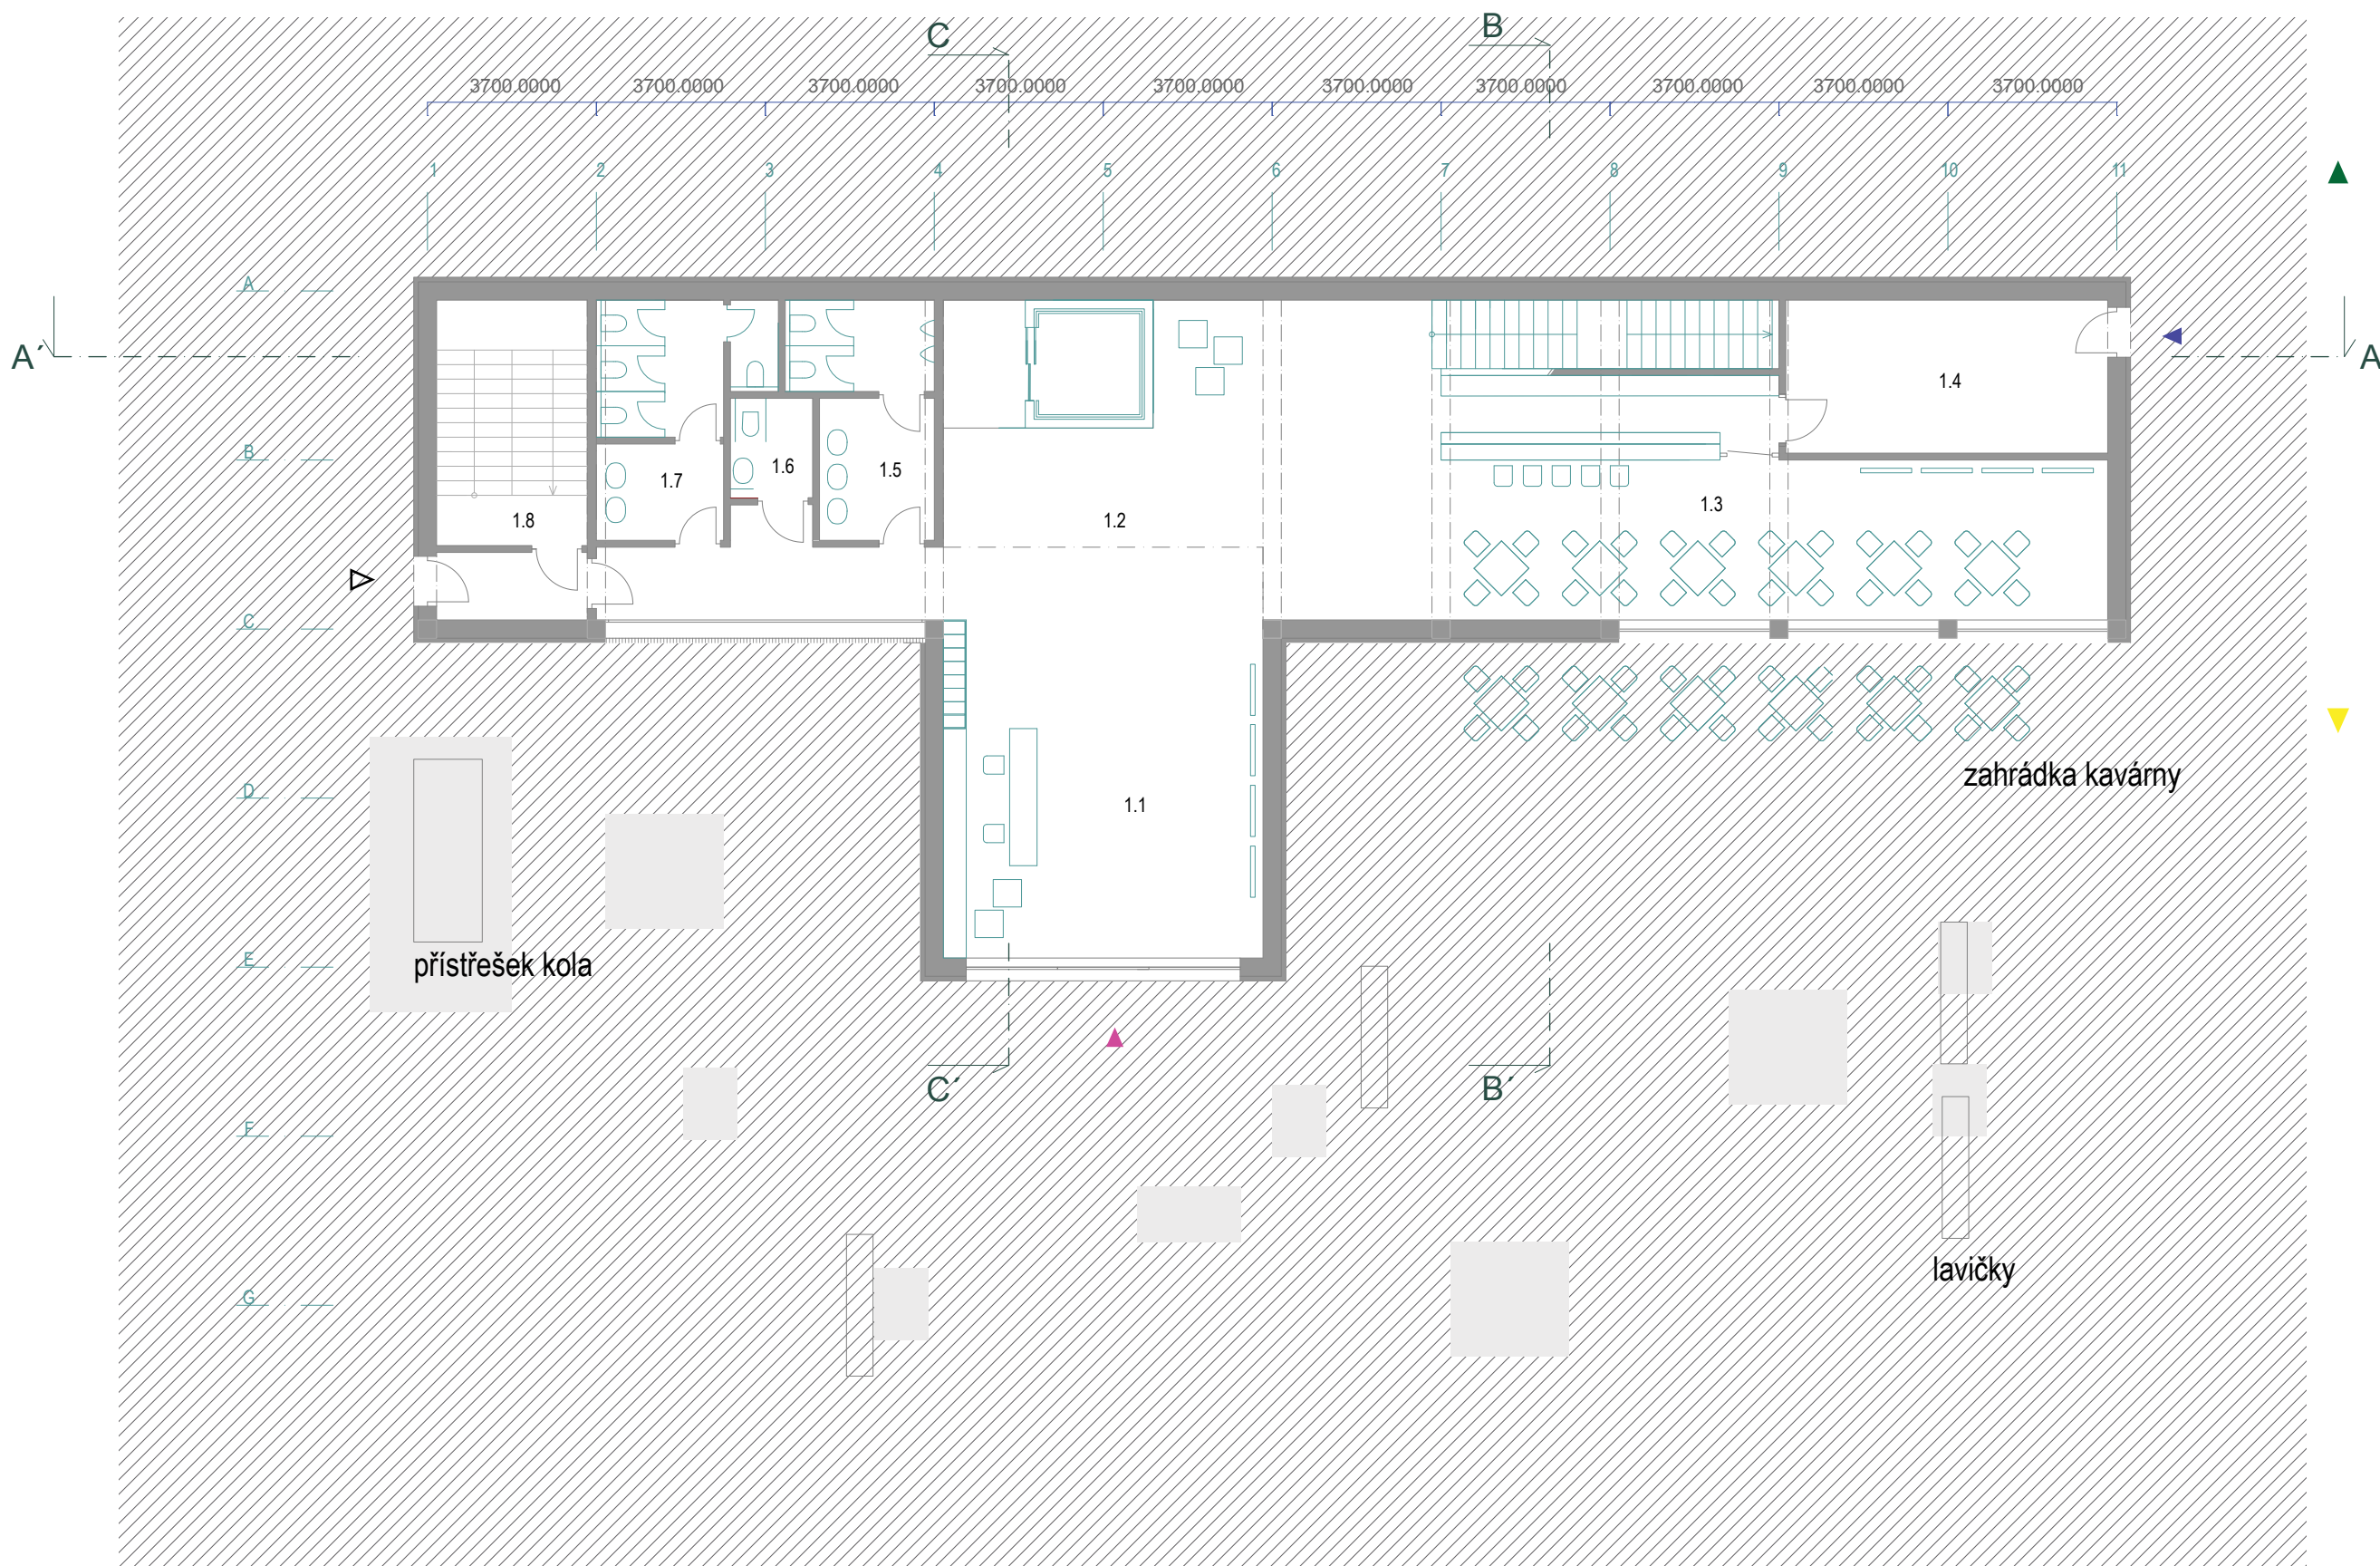 C B
3700.0000 3700.0000 3700.0000 3700.0000 3700.0000 3700.0000 3700.0000 3700.0000 3700.0000 3700.0000
1 2 3 4 5 6 7 8 9 10 11
A
A´ A
1.4
B
1.6 1.5
1.7
1.3
1.8 1.2
C
zahrádka kavárny
D
1.1
E
přístřešek kola
C´ B´
F
lavičky
G